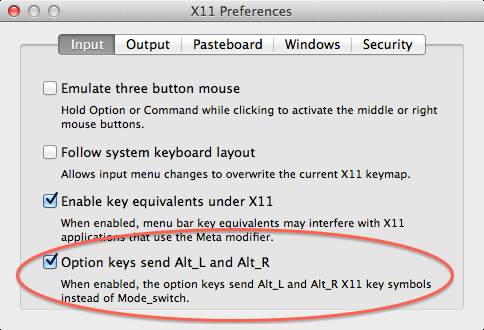 X11 Preferences
Input Output Pasteboard Windows Security
Emulate three button mouse
Hold Option or Command while clicking to activate the middle or right
mouse buttons.
Follow system keyboard layout
Allows input menu changes to overwrite the current X11 keymap.
Enable key equivalents under X11
When enabled, menu bar key equivalents may interfere with X11
applications that use the Meta modifier.
Option keys send Alt_L and Alt_R
When enabled, the option keys send Alt_L and Alt_R X11 key symbols
instead of Mode_switch.